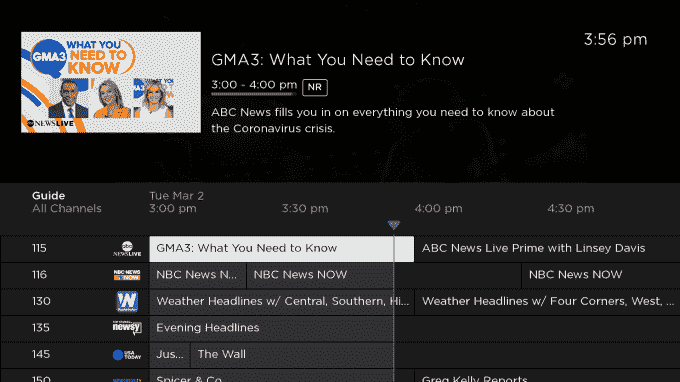 3:56 pm
GMA3
WHAT YOU
NEED TO
KNOW
abc NEWS LIVE
GMA3: What You Need to Know
3:00 - 4:00 pm NR
ABC News fills you in on everything you need to know about
the Coronavirus crisis.
Guide
All Channels
Tue Mar 2
3:00 pm 3:30 pm 4:00 pm 4:30 pm
115 abc NEWS LIVE GMA3: What You Need to Know ABC News Live Prime with Linsey Davis
116 NBC NEWS NOW NBC News N... NBC News NOW NBC News NOW
130 W Weather Headlines w/ Central, Southern, Hi... Weather Headlines w/ Four Corners, West, ...
135 newsy Evening Headlines
145 USA TODAY Jus... The Wall
150 Spicer & Co. Greg Kelly Reports